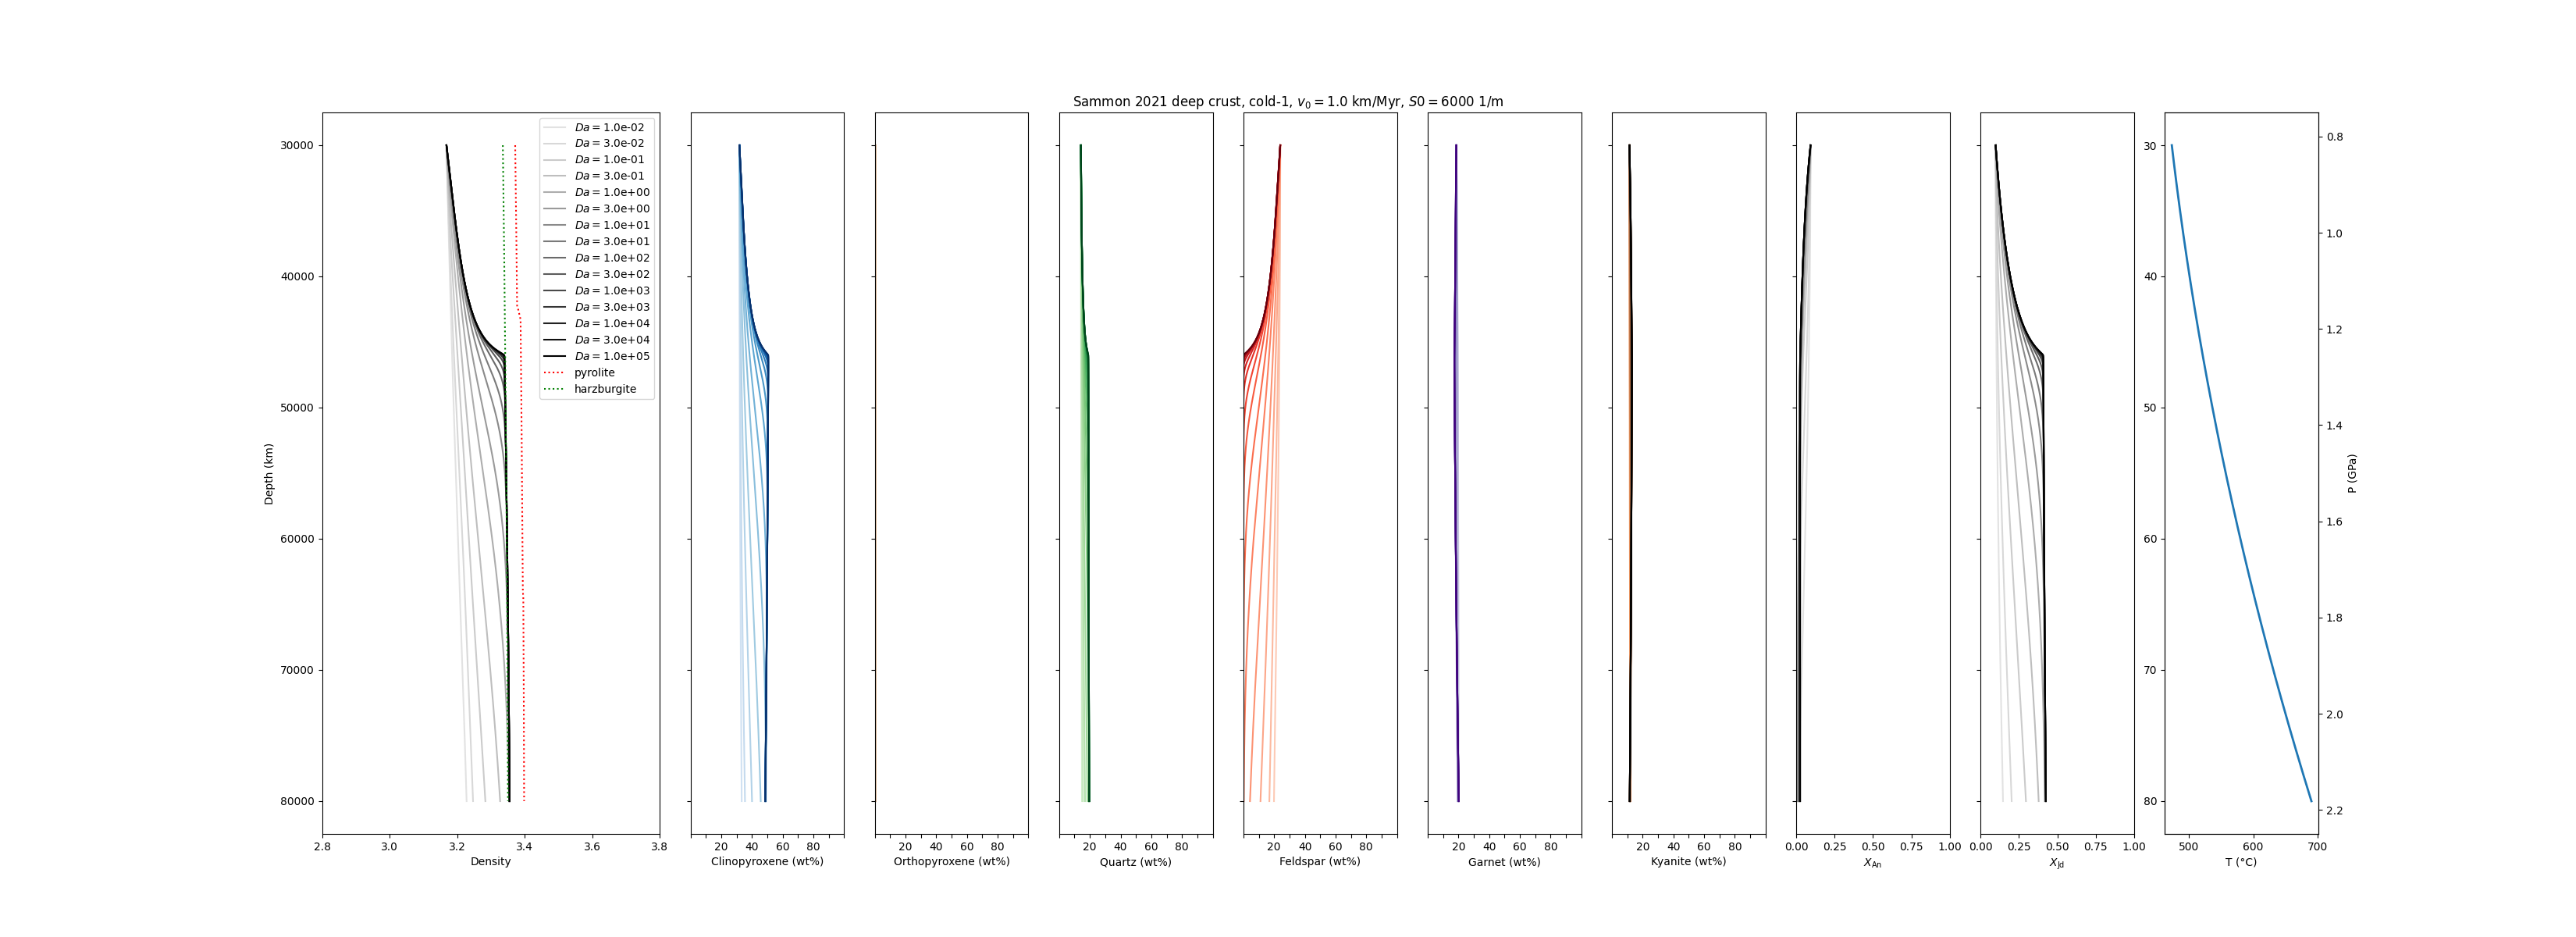 Sammon 2021 deep crust, cold-1, v₀ = 1.0 km/Myr, S0 = 6000 1/m
Da = 1.0e-02
Da = 3.0e-02
Da = 1.0e-01
Da = 3.0e-01
Da = 1.0e+00
Da = 3.0e+00
Da = 1.0e+01
Da = 3.0e+01
Da = 1.0e+02
Da = 3.0e+02
Da = 1.0e+03
Da = 3.0e+03
Da = 1.0e+04
Da = 3.0e+04
Da = 1.0e+05
pyrolite
harzburgite
Depth (km)
30000
40000
50000
60000
70000
80000
2.8 3.0 3.2 3.4 3.6 3.8
Density
20 40 60 80
Clinopyroxene (wt%)
20 40 60 80
Orthopyroxene (wt%)
20 40 60 80
Quartz (wt%)
20 40 60 80
Feldspar (wt%)
20 40 60 80
Garnet (wt%)
20 40 60 80
Kyanite (wt%)
0.00 0.25 0.50 0.75 1.00
X_An
0.00 0.25 0.50 0.75 1.00
X_Jd
30
40
50
60
70
80
500 600 700
T (°C)
0.8
1.0
1.2
1.4
1.6
1.8
2.0
2.2
P (GPa)